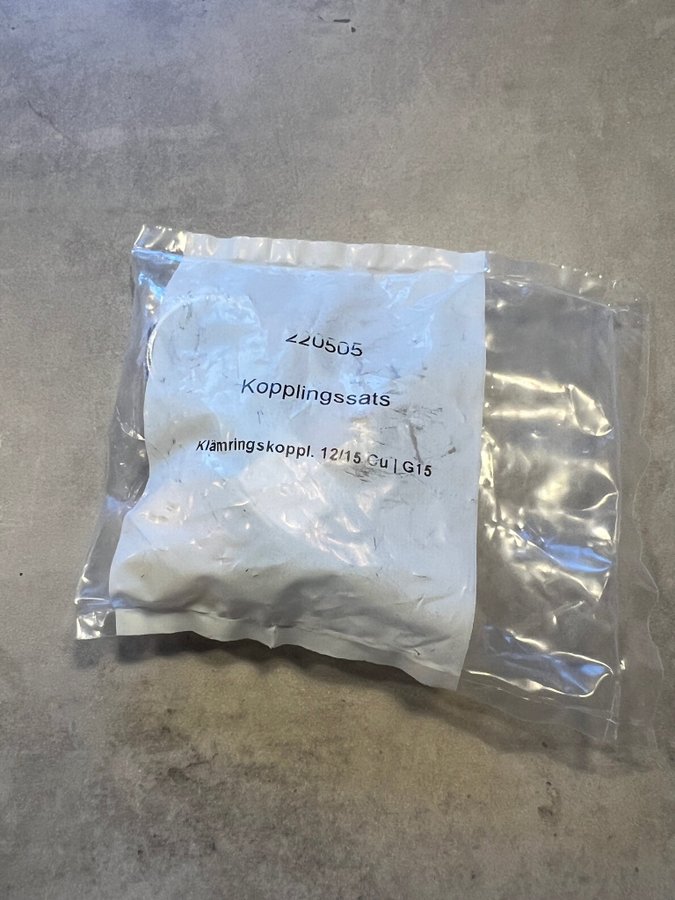 220505
Kopplingssats
Klämringskoppl. 12/15 Cu | G15